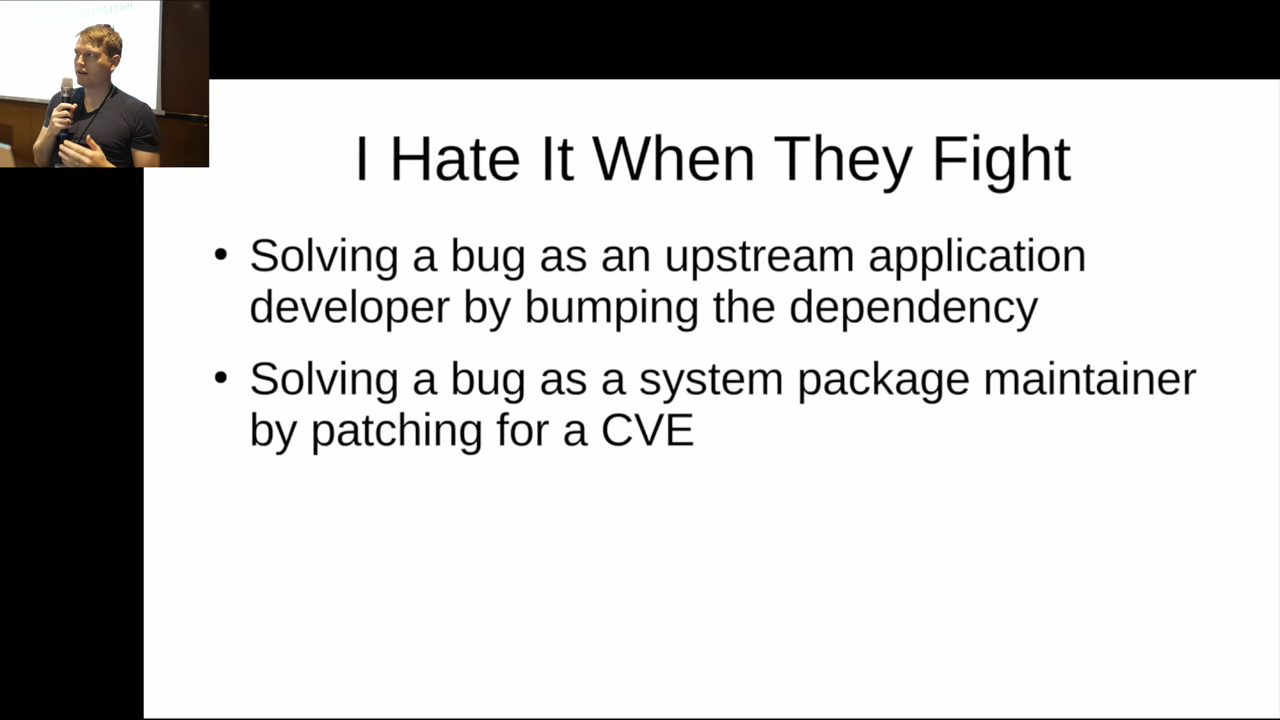 I Hate It When They Fight
• Solving a bug as an upstream application
developer by bumping the dependency
• Solving a bug as a system package maintainer
by patching for a CVE